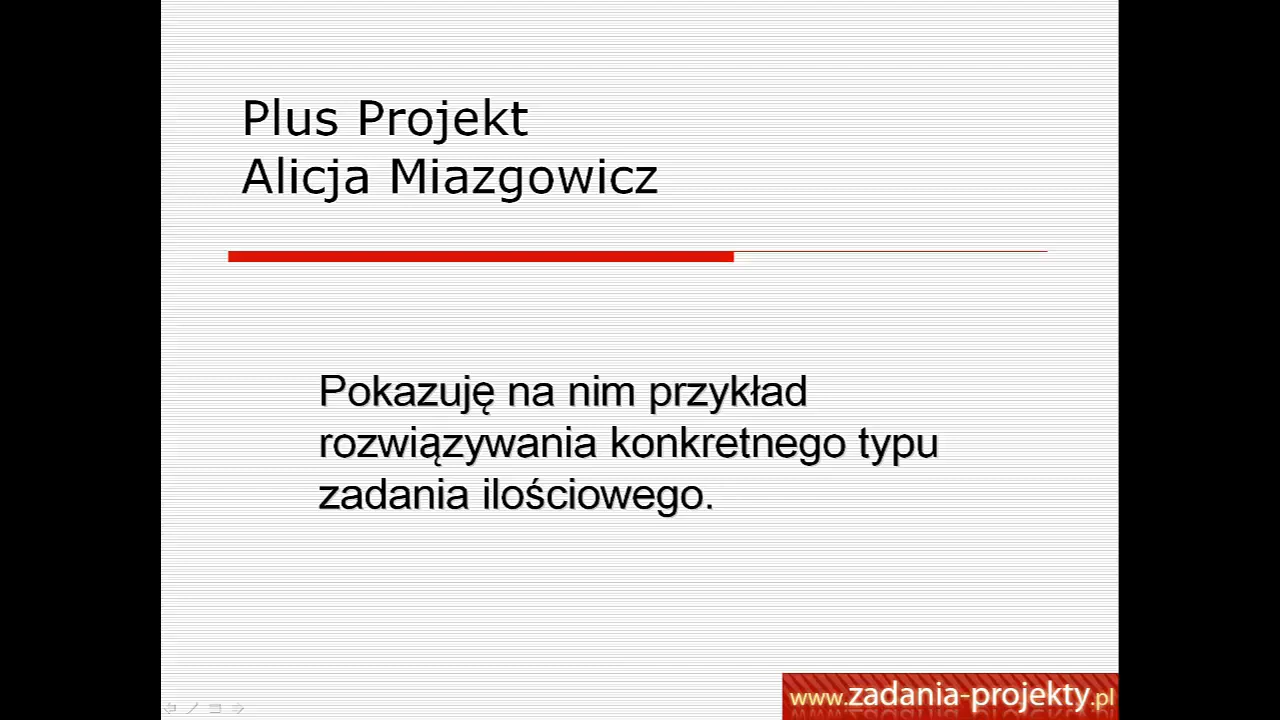 Plus Projekt
Alicja Miazgowicz
Pokazuję na nim przykład
rozwiązywania konkretnego typu
zadania ilościowego.
www.zadania-projekty.pl